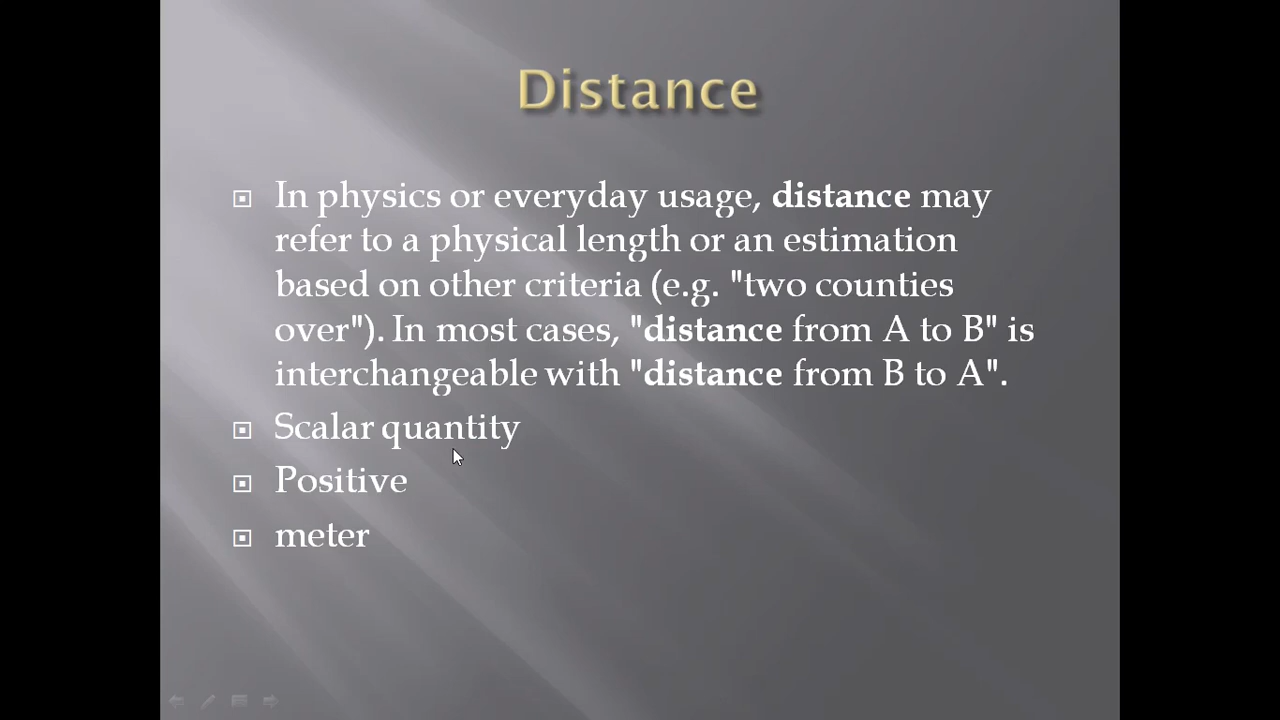 Distance
In physics or everyday usage, distance may
refer to a physical length or an estimation
based on other criteria (e.g. "two counties
over"). In most cases, "distance from A to B" is
interchangeable with "distance from B to A".
Scalar quantity
Positive
meter